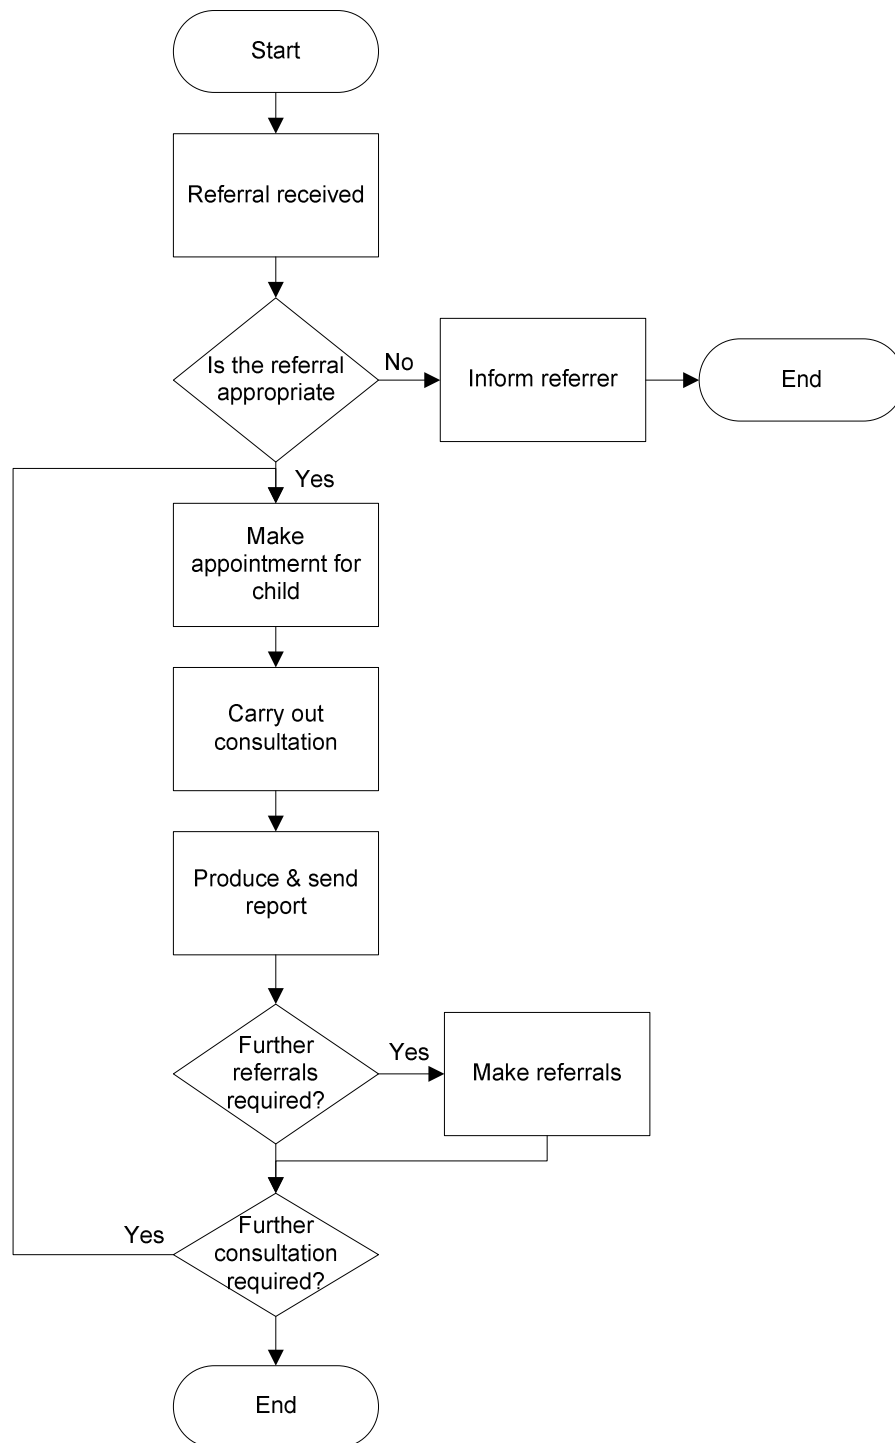 Start
Referral received
Is the referral
appropriate
No
Inform referrer
End
Yes
Make
appointmernt for
child
Carry out
consultation
Produce & send
report
Further
referrals
required?
Yes
Make referrals
Yes
Further
consultation
required?
End